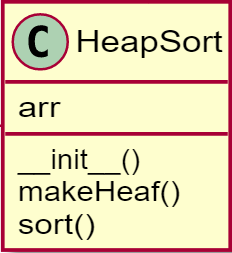 C HeapSort
arr
__init__()
makeHeaf()
sort()